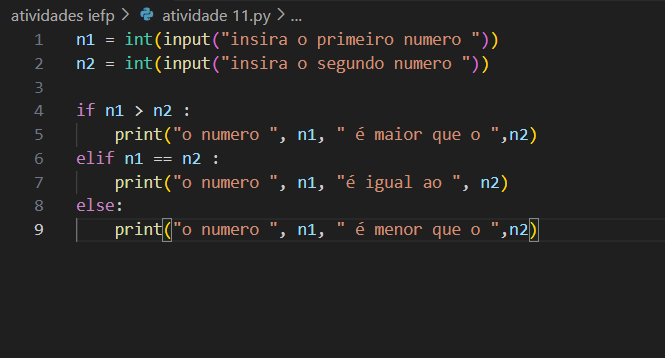 atividades iefp > atividade 11.py > ...
1 n1 = int(input("insira o primeiro numero "))
2 n2 = int(input("insira o segundo numero "))
3
4 if n1 > n2 :
5     print("o numero ", n1, " é maior que o ",n2)
6 elif n1 == n2 :
7     print("o numero ", n1, "é igual ao ", n2)
8 else:
9     print("o numero ", n1, " é menor que o ",n2)